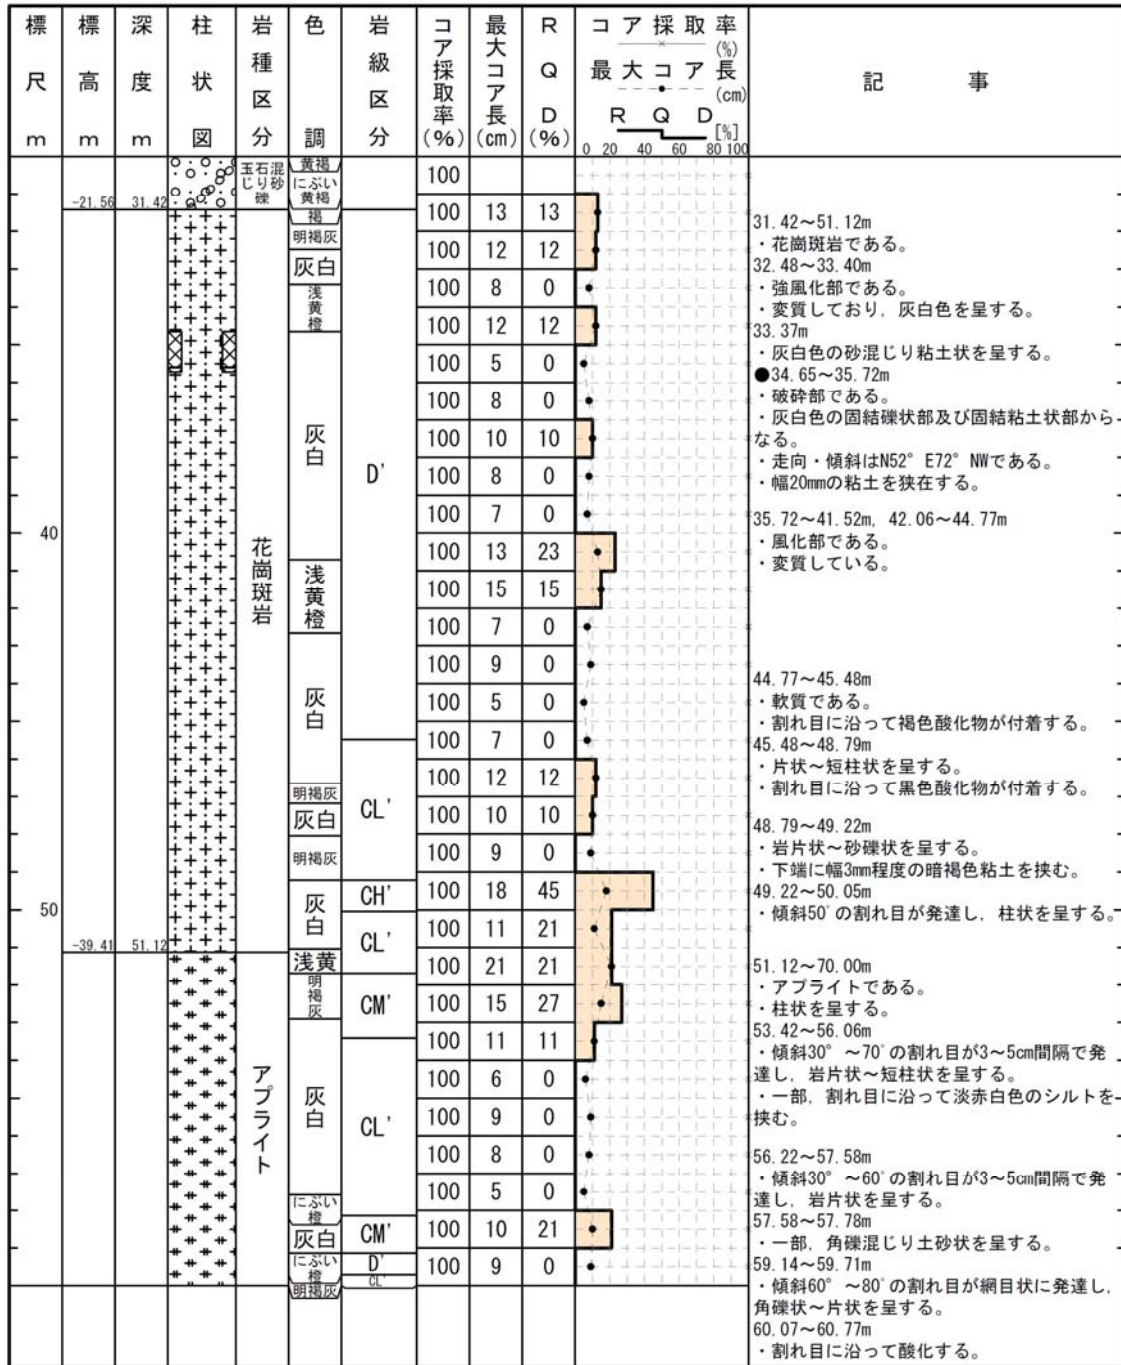 標尺m
標高m
深度m
柱状図
岩種区分
色調
岩級区分
コア採取率(%)
最大コア長(cm)
RQD(%)
コア採取率
(%)
最大コア長
(cm)
RQD
[%]
0 20 40 60 80 100
記事
40
50
-21.56 31.42
-39.41 51.12
玉石混じり砂礫
花崗斑岩
アプライト
黄褐
にぶい黄褐
褐
明褐灰
灰白
浅黄橙
灰白
浅黄橙
灰白
明褐灰
灰白
明褐灰
灰白
浅黄
明褐灰
灰白
にぶい橙
灰白
にぶい橙
明褐灰
D'
CL'
CH'
CL'
CM'
CL'
CM'
D'
CL'
100
100 13 13
100 12 12
100 8 0
100 12 12
100 5 0
100 8 0
100 10 10
100 8 0
100 7 0
100 13 23
100 15 15
100 7 0
100 9 0
100 5 0
100 7 0
100 12 12
100 10 10
100 9 0
100 18 45
100 11 21
100 21 21
100 15 27
100 11 11
100 6 0
100 9 0
100 8 0
100 5 0
100 10 21
100 9 0
31.42～51.12m
・花崗斑岩である。
32.48～33.40m
・強風化部である。
・変質しており，灰白色を呈する。
33.37m
・灰白色の砂混じり粘土状を呈する。
●34.65～35.72m
・破砕部である。
・灰白色の固結礫状部及び固結粘土状部から
なる。
・走向・傾斜はN52°E72°NWである。
・幅20mmの粘土を狭在する。
35.72～41.52m, 42.06～44.77m
・風化部である。
・変質している。
44.77～45.48m
・軟質である。
・割れ目に沿って褐色酸化物が付着する。
45.48～48.79m
・片状～短柱状を呈する。
・割れ目に沿って黒色酸化物が付着する。
48.79～49.22m
・岩片状～砂礫状を呈する。
・下端に幅3mm程度の暗褐色粘土を挟む。
49.22～50.05m
・傾斜50°の割れ目が発達し，柱状を呈する。
51.12～70.00m
・アプライトである。
・柱状を呈する。
53.42～56.06m
・傾斜30°～70°の割れ目が3～5cm間隔で発
達し，岩片状～短柱状を呈する。
・一部，割れ目に沿って淡赤白色のシルトを
挟む。
56.22～57.58m
・傾斜30°～60°の割れ目が3～5cm間隔で発
達し，岩片状を呈する。
57.58～57.78m
・一部，角礫混じり土砂状を呈する。
59.14～59.71m
・傾斜60°～80°の割れ目が網目状に発達し，
角礫状～片状を呈する。
60.07～60.77m
・割れ目に沿って酸化する。